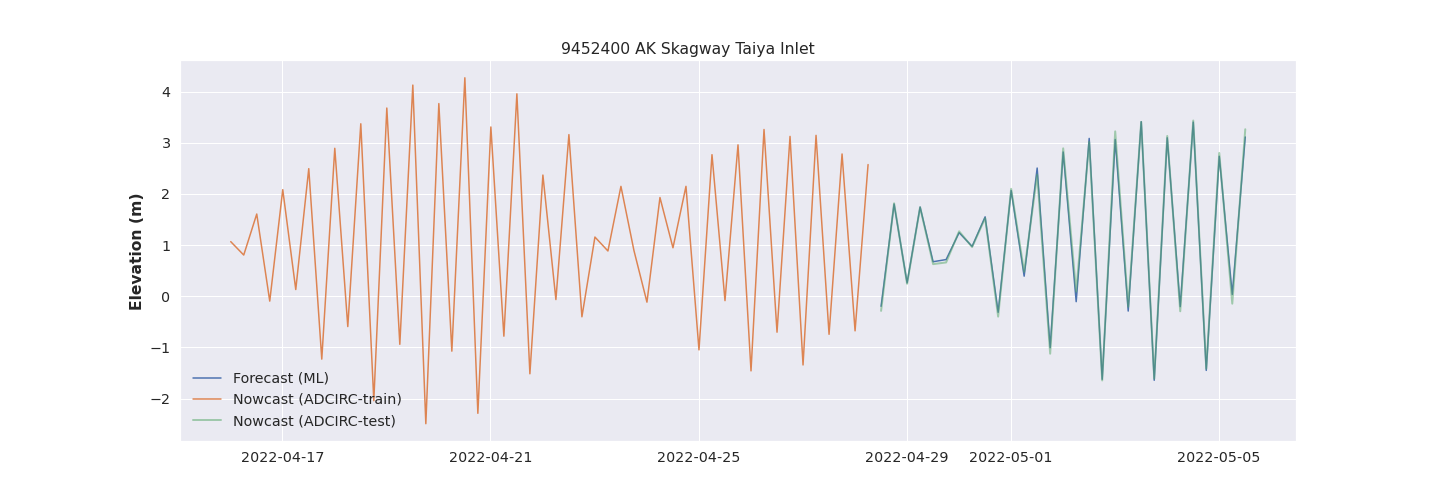 9452400 AK Skagway Taiya Inlet
Elevation (m)
4
3
2
1
0
−1
−2
Forecast (ML)
Nowcast (ADCIRC-train)
Nowcast (ADCIRC-test)
2022-04-17 2022-04-21 2022-04-25 2022-04-29 2022-05-01 2022-05-05